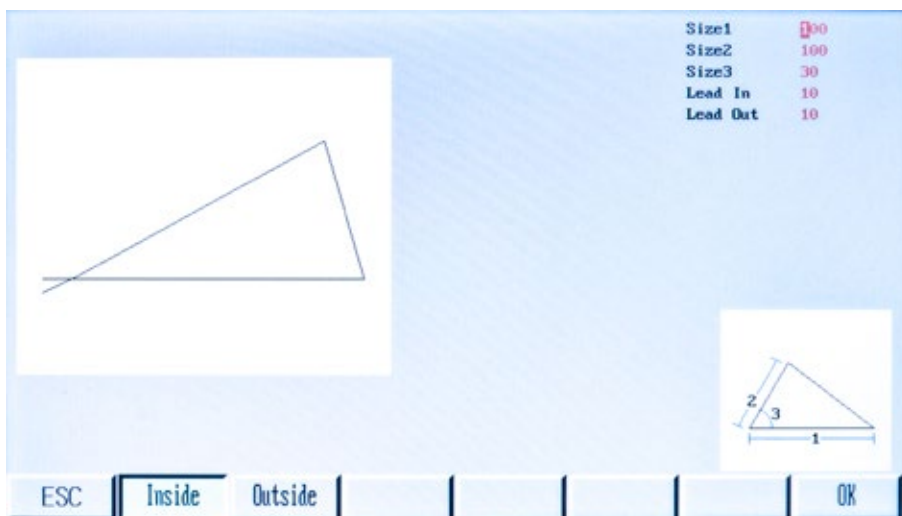 Size1 100
Size2 100
Size3 30
Lead In 10
Lead Out 10
2
3
1
ESC Inside Outside OK